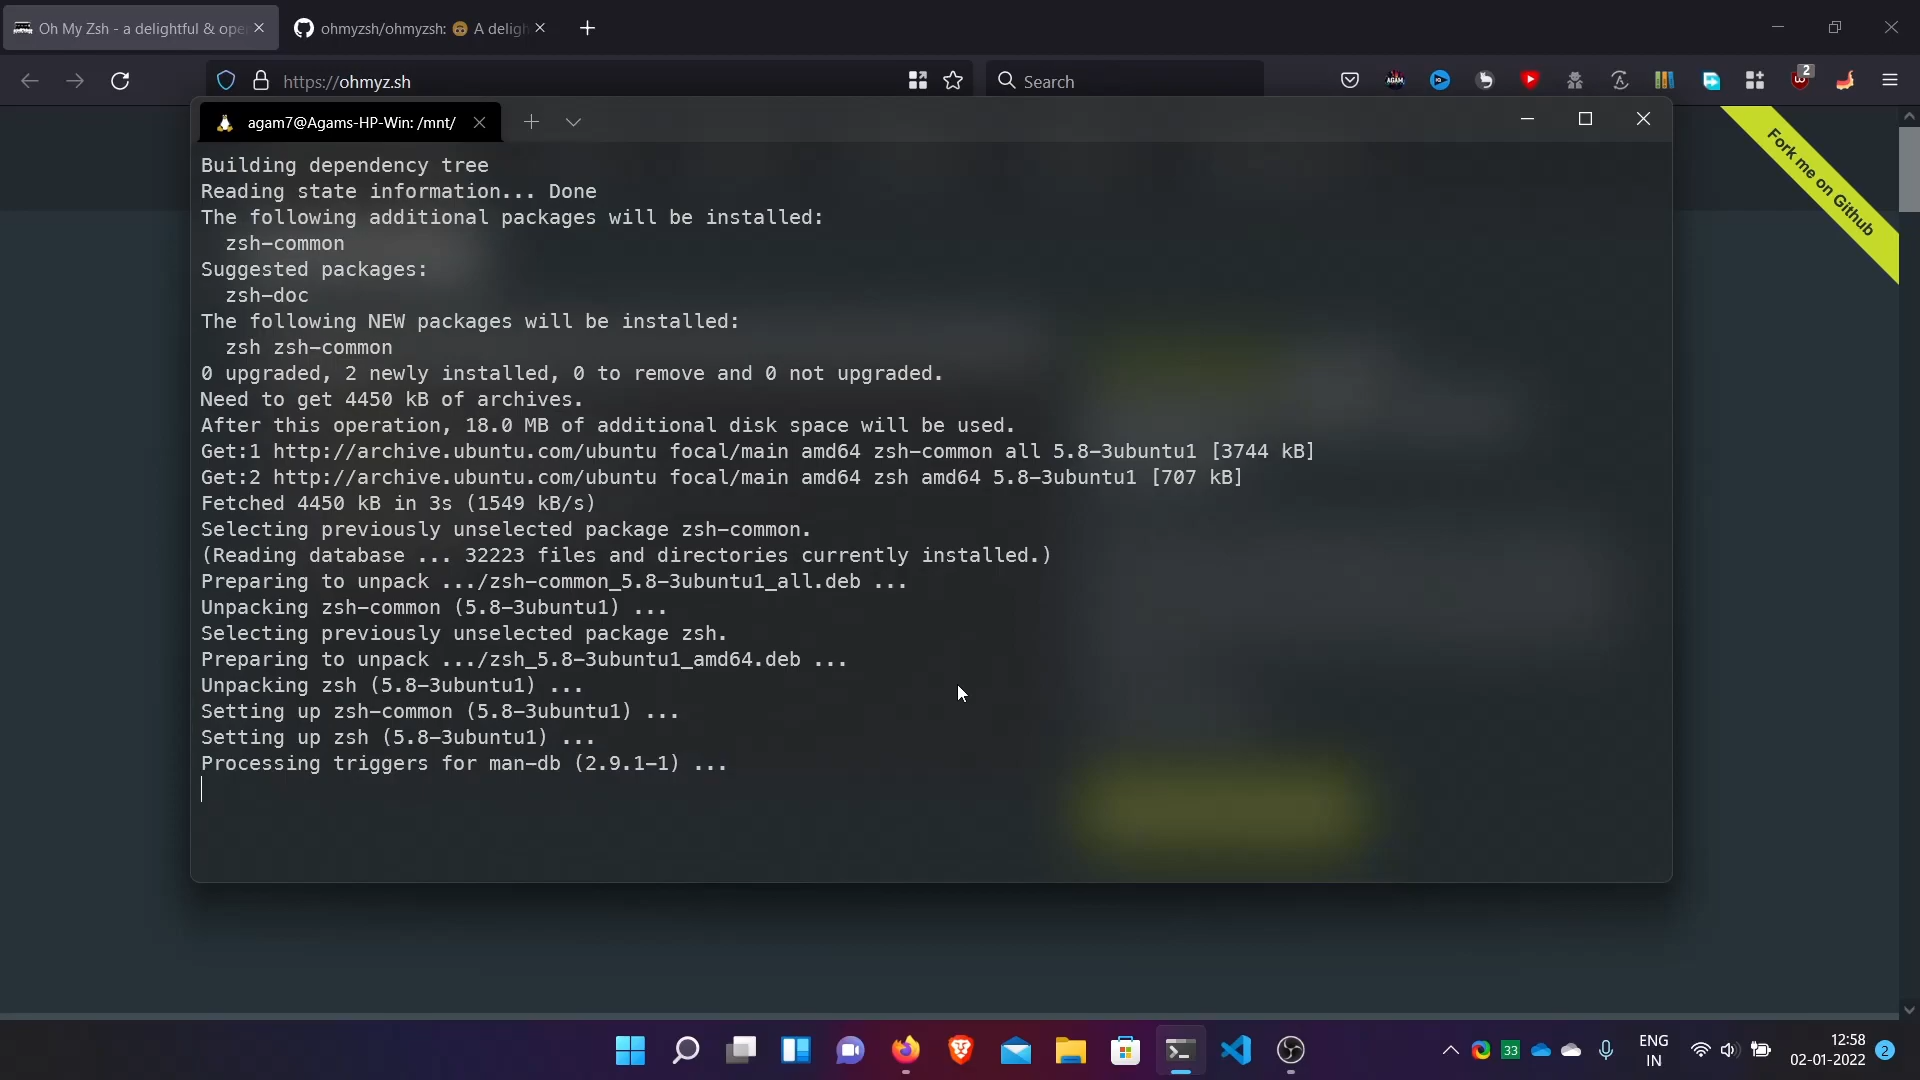 Oh My Zsh - a delightful & ope
ohmyzsh/ohmyzsh: 🙃 A deligh
https://ohmyz.sh
Search
2
agam7@Agams-HP-Win: /mnt/
Fork me on Github
Building dependency tree
Reading state information... Done
The following additional packages will be installed:
zsh-common
Suggested packages:
zsh-doc
The following NEW packages will be installed:
zsh zsh-common
0 upgraded, 2 newly installed, 0 to remove and 0 not upgraded.
Need to get 4450 kB of archives.
After this operation, 18.0 MB of additional disk space will be used.
Get:1 http://archive.ubuntu.com/ubuntu focal/main amd64 zsh-common all 5.8-3ubuntu1 [3744 kB]
Get:2 http://archive.ubuntu.com/ubuntu focal/main amd64 zsh amd64 5.8-3ubuntu1 [707 kB]
Fetched 4450 kB in 3s (1549 kB/s)
Selecting previously unselected package zsh-common.
(Reading database ... 32223 files and directories currently installed.)
Preparing to unpack .../zsh-common_5.8-3ubuntu1_all.deb ...
Unpacking zsh-common (5.8-3ubuntu1) ...
Selecting previously unselected package zsh.
Preparing to unpack .../zsh_5.8-3ubuntu1_amd64.deb ...
Unpacking zsh (5.8-3ubuntu1) ...
Setting up zsh-common (5.8-3ubuntu1) ...
Setting up zsh (5.8-3ubuntu1) ...
Processing triggers for man-db (2.9.1-1) ...
33
ENG
IN
12:58
02-01-2022
2